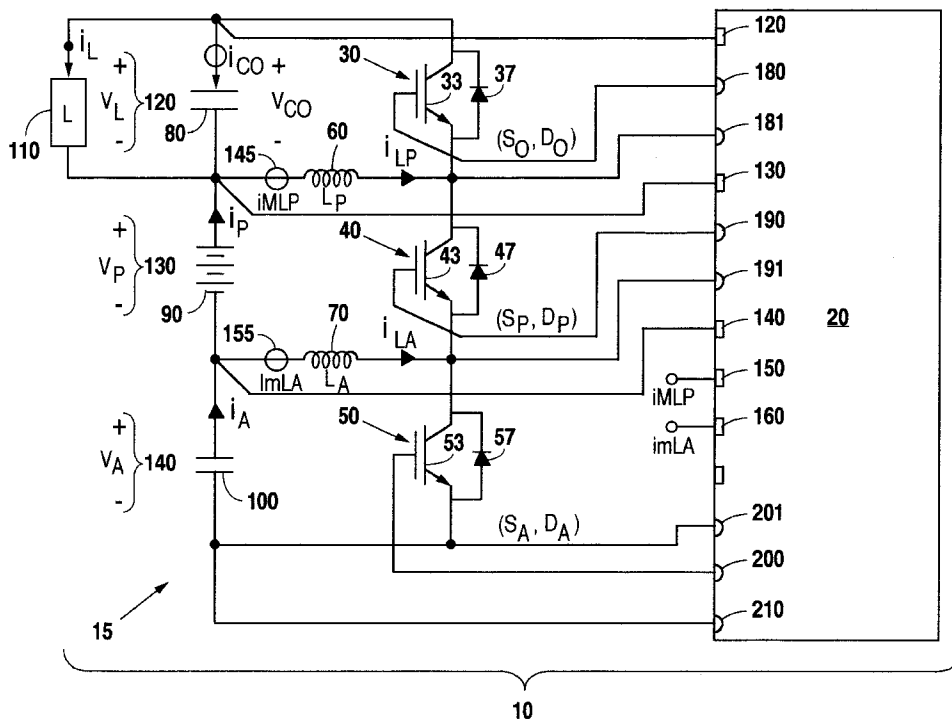 120
i_L
i_CO
30
+
+
33
37
180
V_L
120
V_CO
L
-
80
60
(S_O, D_O)
181
110
-
145
i_LP
130
iMLP
L_P
i_P
40
190
+
43
47
V_P
130
191
-
90
70
(S_P, D_P)
20
155
i_LA
140
ImLA
L_A
150
i_A
50
iMLP
160
+
53
57
imLA
V_A
140
-
100
201
(S_A, D_A)
200
15
210
10